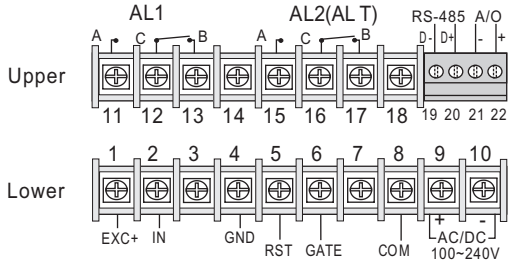 AL1 AL2(AL T) RS-485 A/O
A C B A C B D- D+ - +
Upper
11 12 13 14 15 16 17 18 19 20 21 22
1 2 3 4 5 6 7 8 9 10
Lower
+ -
EXC+ IN GND RST GATE COM AC/DC
100~240V